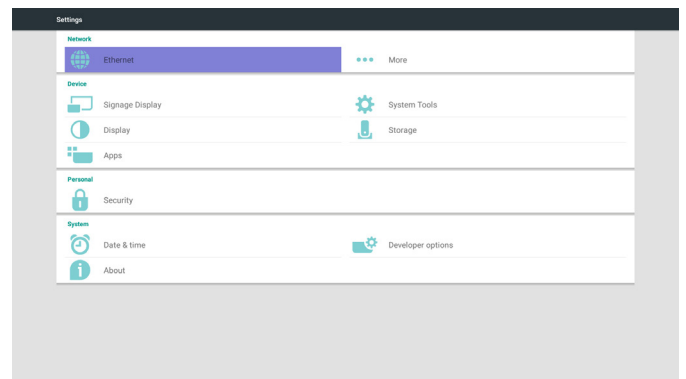 Settings
Network
Ethernet
More
Device
Signage Display
System Tools
Display
Storage
Apps
Personal
Security
System
Date & time
Developer options
About